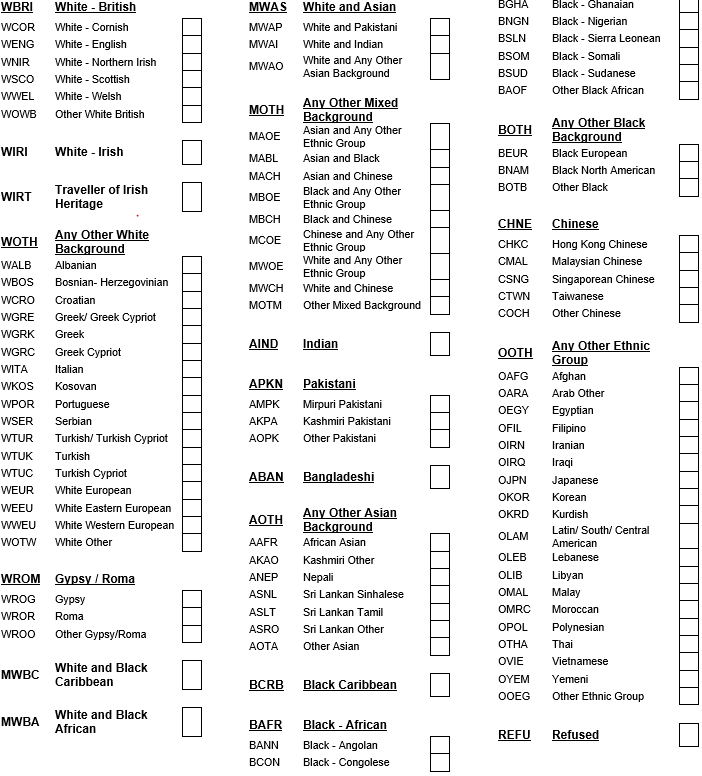 WBRI White - British
WCOR White - Cornish
WENG White - English
WNIR White - Northern Irish
WSCO White - Scottish
WWEL White - Welsh
WOWB Other White British
WIRI White - Irish
WIRT Traveller of Irish
Heritage
WOTH Any Other White
Background
WALB Albanian
WBOS Bosnian- Herzegovinian
WCRO Croatian
WGRE Greek/ Greek Cypriot
WGRK Greek
WGRC Greek Cypriot
WITA Italian
WKOS Kosovan
WPOR Portuguese
WSER Serbian
WTUR Turkish/ Turkish Cypriot
WTUK Turkish
WTUC Turkish Cypriot
WEUR White European
WEEU White Eastern European
WWEU White Western European
WOTW White Other
WROM Gypsy / Roma
WROG Gypsy
WROR Roma
WROO Other Gypsy/Roma
MWBC White and Black
Caribbean
MWBA White and Black
African
MWAS White and Asian
MWAP White and Pakistani
MWAI White and Indian
MWAO White and Any Other
Asian Background
MOTH Any Other Mixed
Background
MAOE Asian and Any Other
Ethnic Group
MABL Asian and Black
MACH Asian and Chinese
MBOE Black and Any Other
Ethnic Group
MBCH Black and Chinese
MCOE Chinese and Any Other
Ethnic Group
MWOE White and Any Other
Ethnic Group
MWCH White and Chinese
MOTM Other Mixed Background
AIND Indian
APKN Pakistani
AMPK Mirpuri Pakistani
AKPA Kashmiri Pakistani
AOPK Other Pakistani
ABAN Bangladeshi
AOTH Any Other Asian
Background
AAFR African Asian
AKAO Kashmiri Other
ANEP Nepali
ASNL Sri Lankan Sinhalese
ASLT Sri Lankan Tamil
ASRO Sri Lankan Other
AOTA Other Asian
BCRB Black Caribbean
BAFR Black - African
BANN Black - Angolan
BCON Black - Congolese
BGHA Black - Ghanaian
BNGN Black - Nigerian
BSLN Black - Sierra Leonean
BSOM Black - Somali
BSUD Black - Sudanese
BAOF Other Black African
BOTH Any Other Black
Background
BEUR Black European
BNAM Black North American
BOTB Other Black
CHNE Chinese
CHKC Hong Kong Chinese
CMAL Malaysian Chinese
CSNG Singaporean Chinese
CTWN Taiwanese
COCH Other Chinese
OOTH Any Other Ethnic
Group
OAFG Afghan
OARA Arab Other
OEGY Egyptian
OFIL Filipino
OIRN Iranian
OIRQ Iraqi
OJPN Japanese
OKOR Korean
OKRD Kurdish
OLAM Latin/ South/ Central
American
OLEB Lebanese
OLIB Libyan
OMAL Malay
OMRC Moroccan
OPOL Polynesian
OTHA Thai
OVIE Vietnamese
OYEM Yemeni
OOEG Other Ethnic Group
REFU Refused